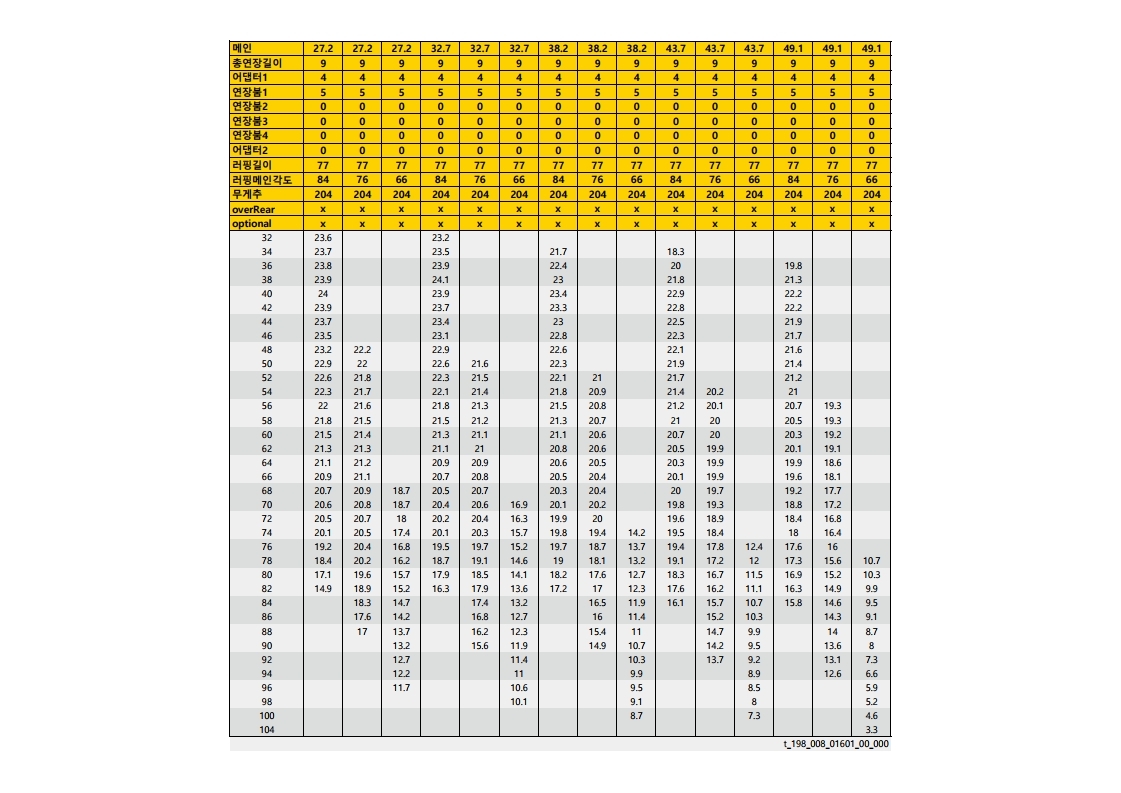 메인 27.2 27.2 27.2 32.7 32.7 32.7 38.2 38.2 38.2 43.7 43.7 43.7 49.1 49.1 49.1
총연장길이 9 9 9 9 9 9 9 9 9 9 9 9 9 9 9
어댑터1 4 4 4 4 4 4 4 4 4 4 4 4 4 4 4
연장붐1 5 5 5 5 5 5 5 5 5 5 5 5 5 5 5
연장붐2 0 0 0 0 0 0 0 0 0 0 0 0 0 0 0
연장붐3 0 0 0 0 0 0 0 0 0 0 0 0 0 0 0
연장붐4 0 0 0 0 0 0 0 0 0 0 0 0 0 0 0
어댑터2 0 0 0 0 0 0 0 0 0 0 0 0 0 0 0
러핑길이 77 77 77 77 77 77 77 77 77 77 77 77 77 77 77
러핑메인각도 84 76 66 84 76 66 84 76 66 84 76 66 84 76 66
무게추 204 204 204 204 204 204 204 204 204 204 204 204 204 204 204
overRear x x x x x x x x x x x x x x x
optional x x x x x x x x x x x x x x x
32 23.6 23.2
34 23.7 23.5 21.7 18.3
36 23.8 23.9 22.4 20 19.8
38 23.9 24.1 23 21.8 21.3
40 24 23.9 23.4 22.9 22.2
42 23.9 23.7 23.3 22.8 22.2
44 23.7 23.4 23 22.5 21.9
46 23.5 23.1 22.8 22.3 21.7
48 23.2 22.2 22.9 22.6 22.1 21.6
50 22.9 22 22.6 21.6 22.3 21.9 21.4
52 22.6 21.8 22.3 21.5 22.1 21 21.7 21.2
54 22.3 21.7 22.1 21.4 21.8 20.9 21.4 20.2 21
56 22 21.6 21.8 21.3 21.5 20.8 21.2 20.1 20.7 19.3
58 21.8 21.5 21.5 21.2 21.3 20.7 21 20 20.5 19.3
60 21.5 21.4 21.3 21.1 21.1 20.6 20.7 20 20.3 19.2
62 21.3 21.3 21.1 21 20.8 20.6 20.5 19.9 20.1 19.1
64 21.1 21.2 20.9 20.9 20.6 20.5 20.3 19.9 19.9 18.6
66 20.9 21.1 20.7 20.8 20.5 20.4 20.1 19.9 19.6 18.1
68 20.7 20.9 18.7 20.5 20.7 20.3 20.4 20 19.7 19.2 17.7
70 20.6 20.8 18.7 20.4 20.6 16.9 20.1 20.2 19.8 19.3 18.8 17.2
72 20.5 20.7 18 20.2 20.4 16.3 19.9 20 19.6 18.9 18.4 16.8
74 20.1 20.5 17.4 20.1 20.3 15.7 19.8 19.4 14.2 19.5 18.4 18 16.4
76 19.2 20.4 16.8 19.5 19.7 15.2 19.7 18.7 13.7 19.4 17.8 12.4 17.6 16
78 18.4 20.2 16.2 18.7 19.1 14.6 19 18.1 13.2 19.1 17.2 12 17.3 15.6 10.7
80 17.1 19.6 15.7 17.9 18.5 14.1 18.2 17.6 12.7 18.3 16.7 11.5 16.9 15.2 10.3
82 14.9 18.9 15.2 16.3 17.9 13.6 17.2 17 12.3 17.6 16.2 11.1 16.3 14.9 9.9
84 18.3 14.7 17.4 13.2 16.5 11.9 16.1 15.7 10.7 15.8 14.6 9.5
86 17.6 14.2 16.8 12.7 16 11.4 15.2 10.3 14.3 9.1
88 17 13.7 16.2 12.3 15.4 11 14.7 9.9 14 8.7
90 13.2 15.6 11.9 14.9 10.7 14.2 9.5 13.6 8
92 12.7 11.4 10.3 13.7 9.2 13.1 7.3
94 12.2 11 9.9 8.9 12.6 6.6
96 11.7 10.6 9.5 8.5 5.9
98 10.1 9.1 8 5.2
100 8.7 7.3 4.6
104 3.3
t_198_008_01601_00_000